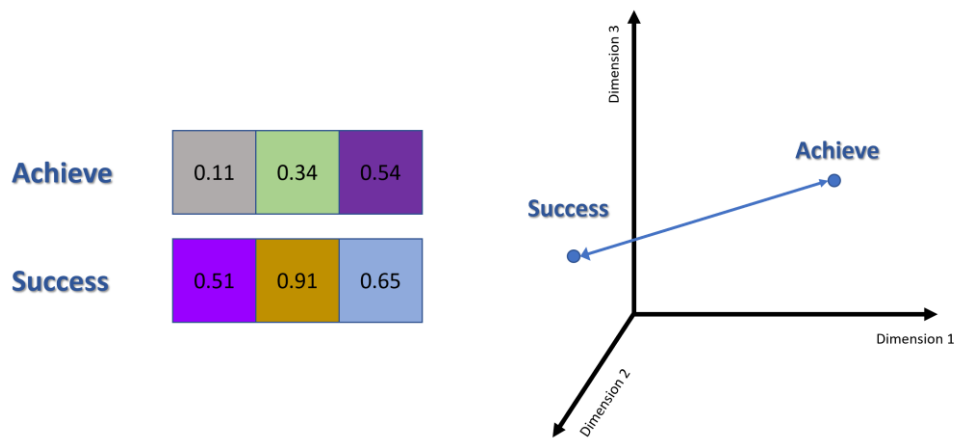 Achieve
0.11 0.34 0.54
Success
0.51 0.91 0.65
Dimension 3
Achieve
Success
Dimension 1
Dimension 2